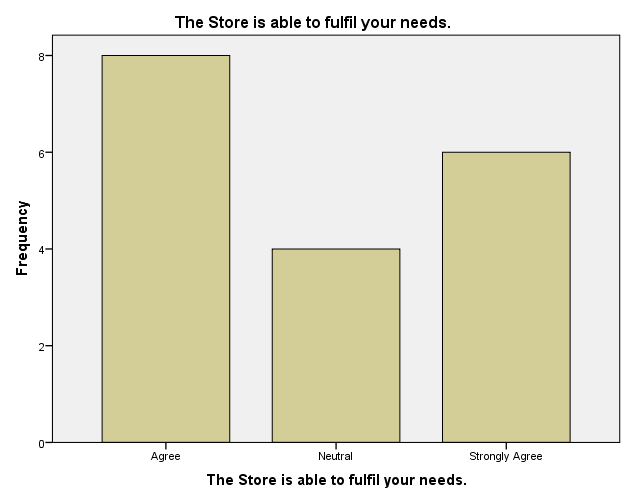 The Store is able to fulfil your needs.
8
6
4
2
0
Frequency
Agree
Neutral
Strongly Agree
The Store is able to fulfil your needs.